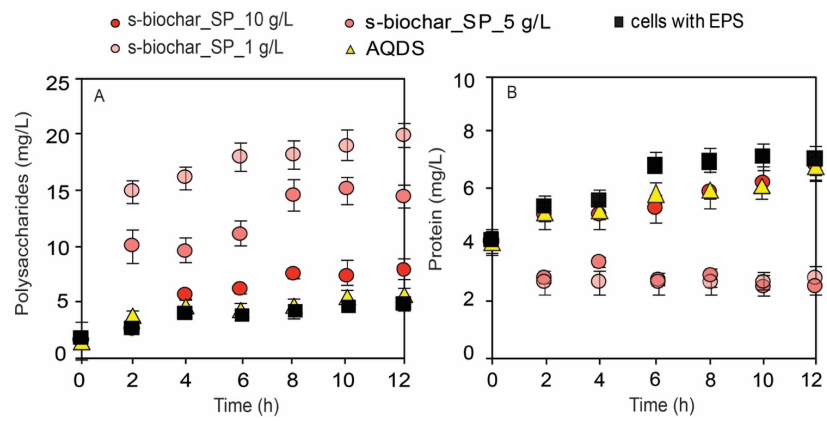 s-biochar_SP_10 g/L s-biochar_SP_5 g/L cells with EPS
s-biochar_SP_1 g/L AQDS
A
Polysaccharides (mg/L)
25
20
15
10
5
0
0 2 4 6 8 10 12
Time (h)
B
Protein (mg/L)
10
8
6
4
2
0
0 2 4 6 8 10 12
Time (h)